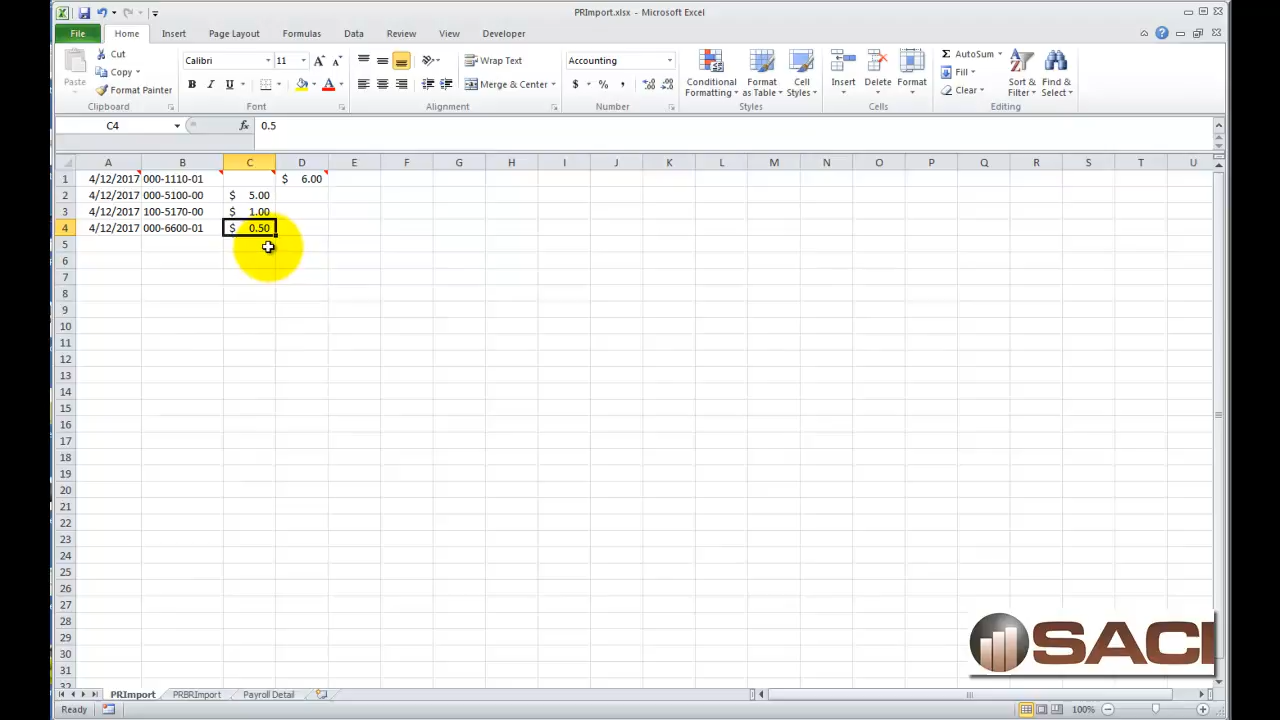 PRImport.xlsx - Microsoft Excel
File Home Insert Page Layout Formulas Data Review View Developer
Cut
Copy
Format Painter
Paste
Clipboard
Calibri 11 A A
B I U A
Font
Wrap Text
Merge & Center
Alignment
Accounting
$ % , .0 .00 .00 .0
Number
Conditional Formatting
Format as Table
Cell Styles
Styles
Insert Delete Format
Cells
Σ AutoSum
Fill
Clear
Sort & Filter
Find & Select
Editing
C4 fx 0.5
A B C D E F G H I J K L M N O P Q R S T U
1 4/12/2017 000-1110-01 $ 6.00
2 4/12/2017 000-5100-00 $ 5.00
3 4/12/2017 100-5170-00 $ 1.00
4 4/12/2017 000-6600-01 $ 0.50
5
6
7
8
9
10
11
12
13
14
15
16
17
18
19
20
21
22
23
24
25
26
27
28
29
30
31
32
SACI
PRImport PRBRImport Payroll Detail
Ready 100%